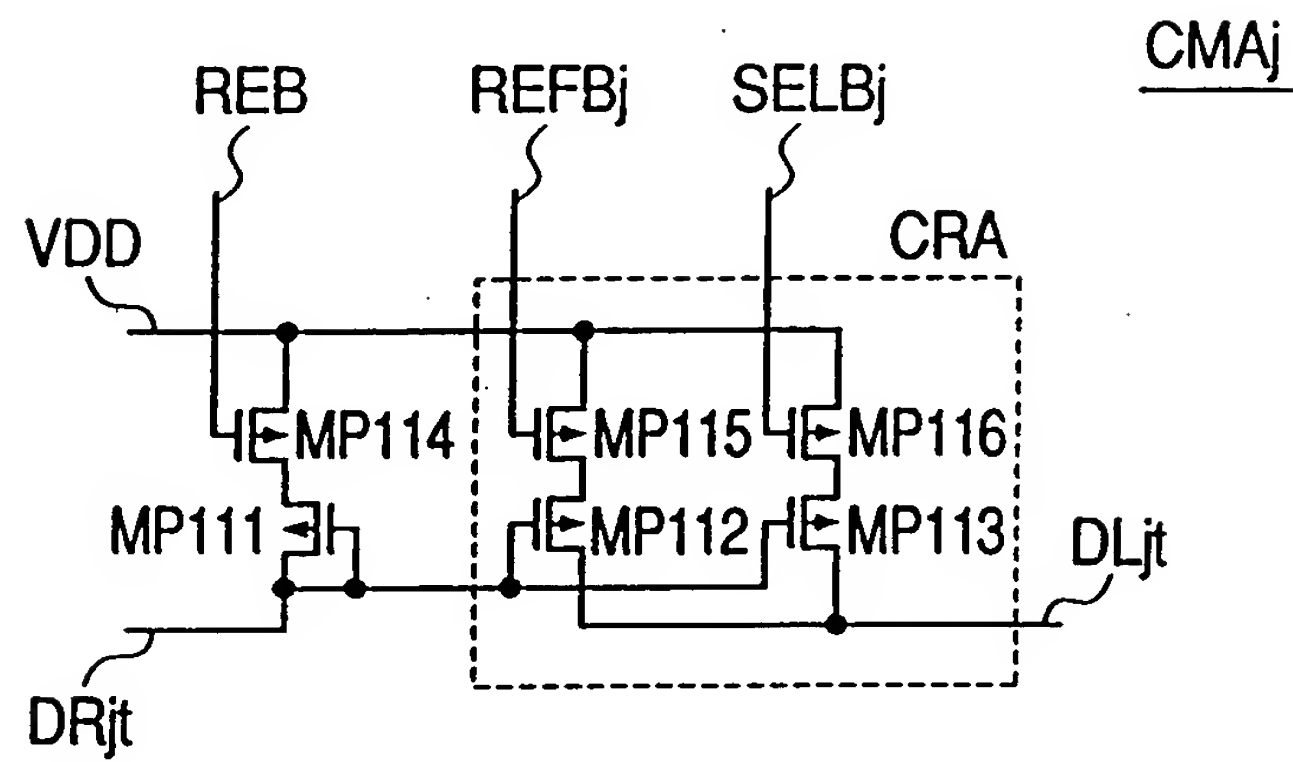 CMAj
REB
REFBj
SELBj
VDD
CRA
MP114
MP115
MP116
MP111
MP112
MP113
DLjt
DRjt